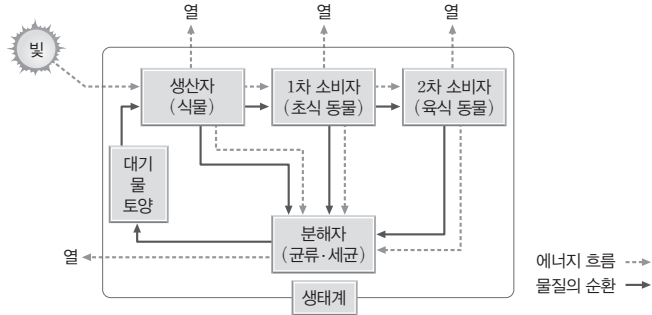 열 열 열
빛
생산자 1차 소비자 2차 소비자
(식물) (초식 동물) (육식 동물)
대기
물
토양
분해자
(균류·세균)
열
에너지 흐름
물질의 순환
생태계